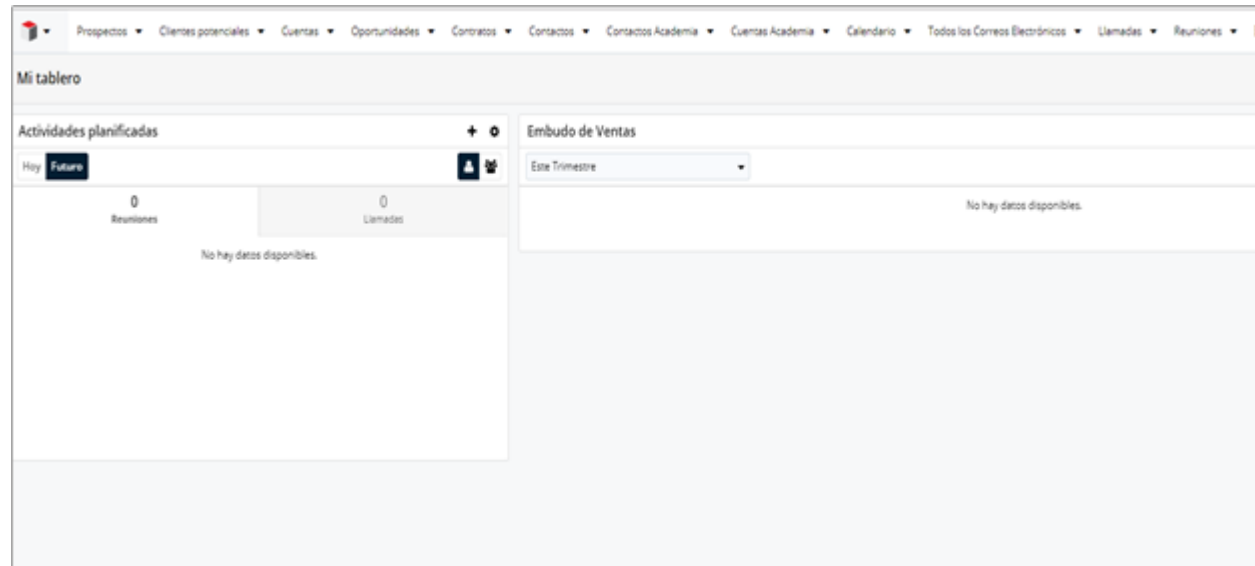 Prospectos Clientes potenciales Cuentas Oportunidades Contratos Contactos Contactos Academia Cuentas Academia Calendario Todos los Correos Electrónicos Llamadas Reuniones
Mi tablero
Actividades planificadas
Hoy Futuro
0 0
Reuniones Llamadas
No hay datos disponibles.
Embudo de Ventas
Este Trimestre
No hay datos disponibles.